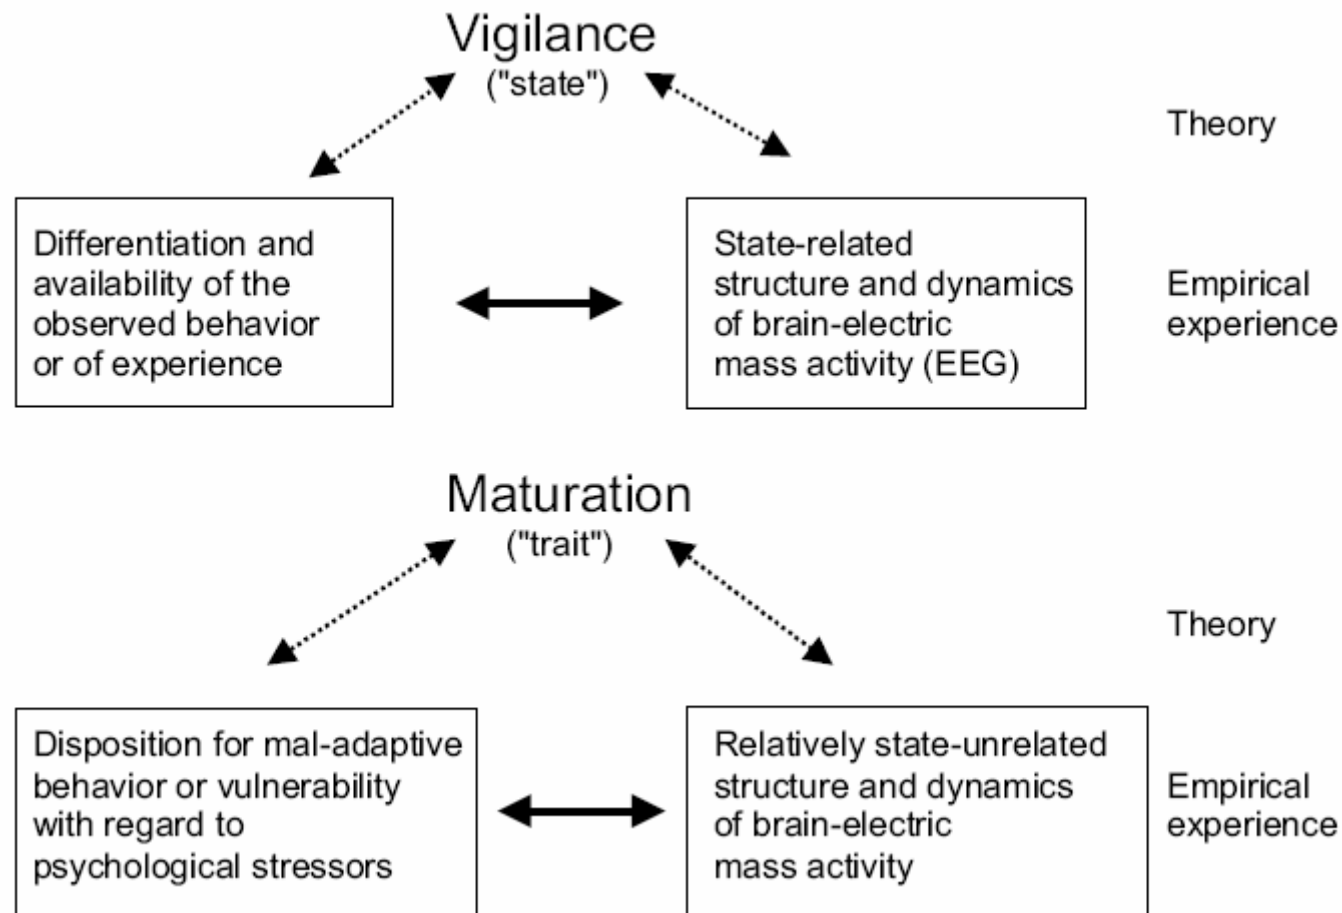 Vigilance
("state")
Theory
Differentiation and
availability of the
observed behavior
or of experience
State-related
structure and dynamics
of brain-electric
mass activity (EEG)
Empirical
experience
Maturation
("trait")
Theory
Disposition for mal-adaptive
behavior or vulnerability
with regard to
psychological stressors
Relatively state-unrelated
structure and dynamics
of brain-electric
mass activity
Empirical
experience